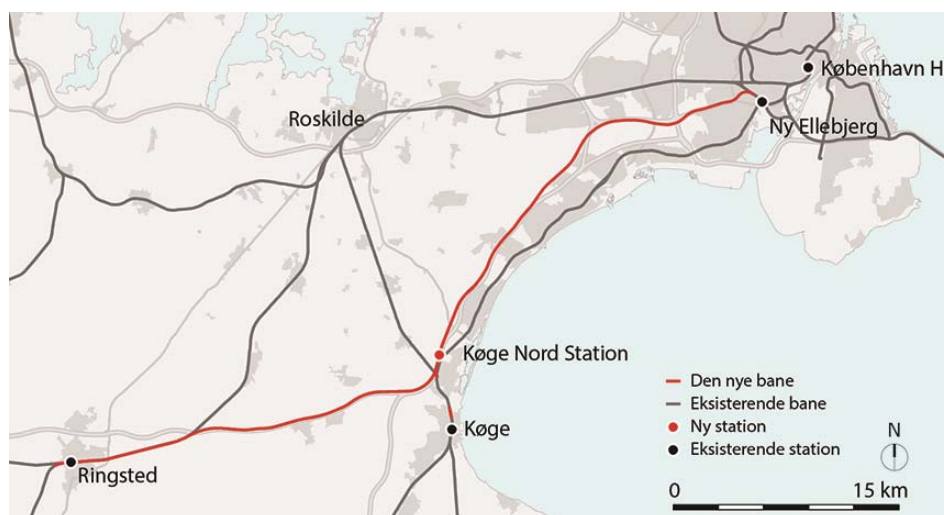 København H
Roskilde
Ny Ellebjerg
Køge Nord Station
Den nye bane
Eksisterende bane
Ny station
Køge
Eksisterende station
N
Ringsted
0 15 km